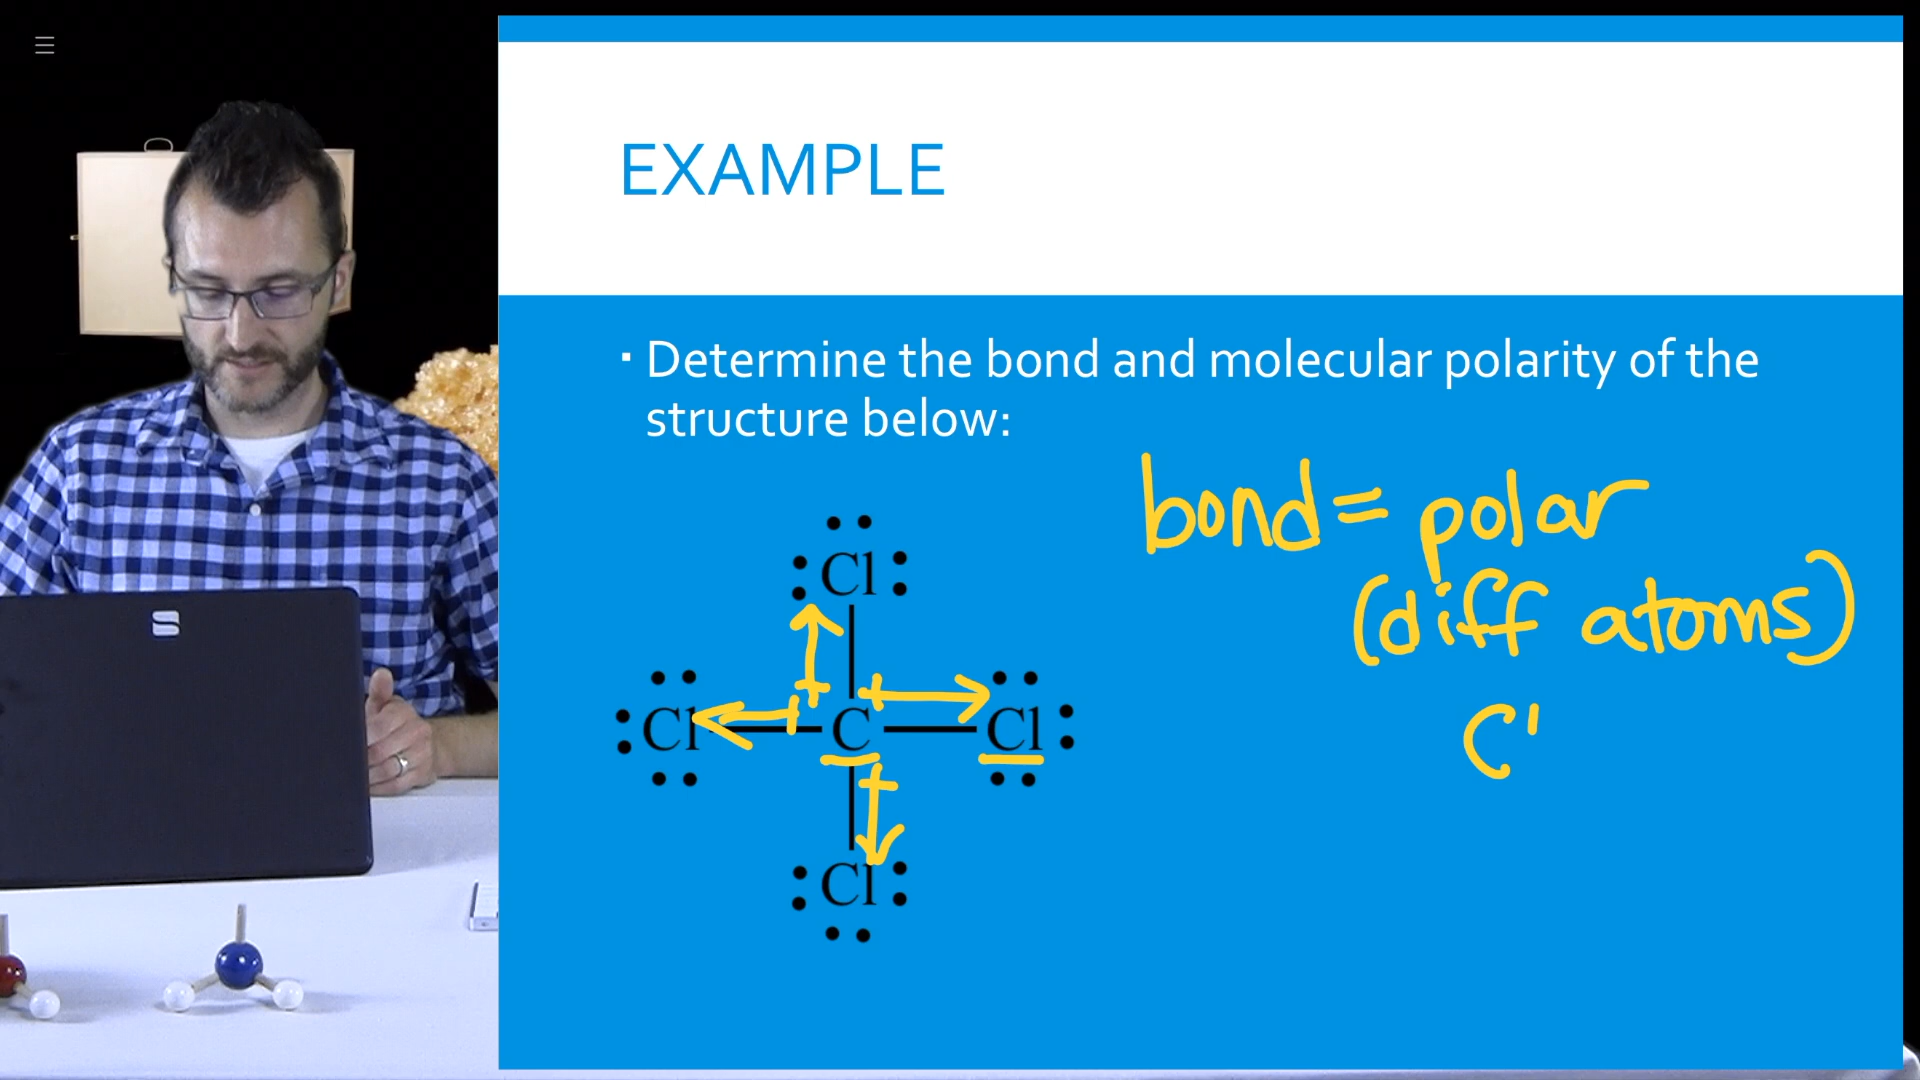 EXAMPLE
Determine the bond and molecular polarity of the
structure below:
bond = polar
(diff atoms)
C'
Cl
Cl C Cl
Cl